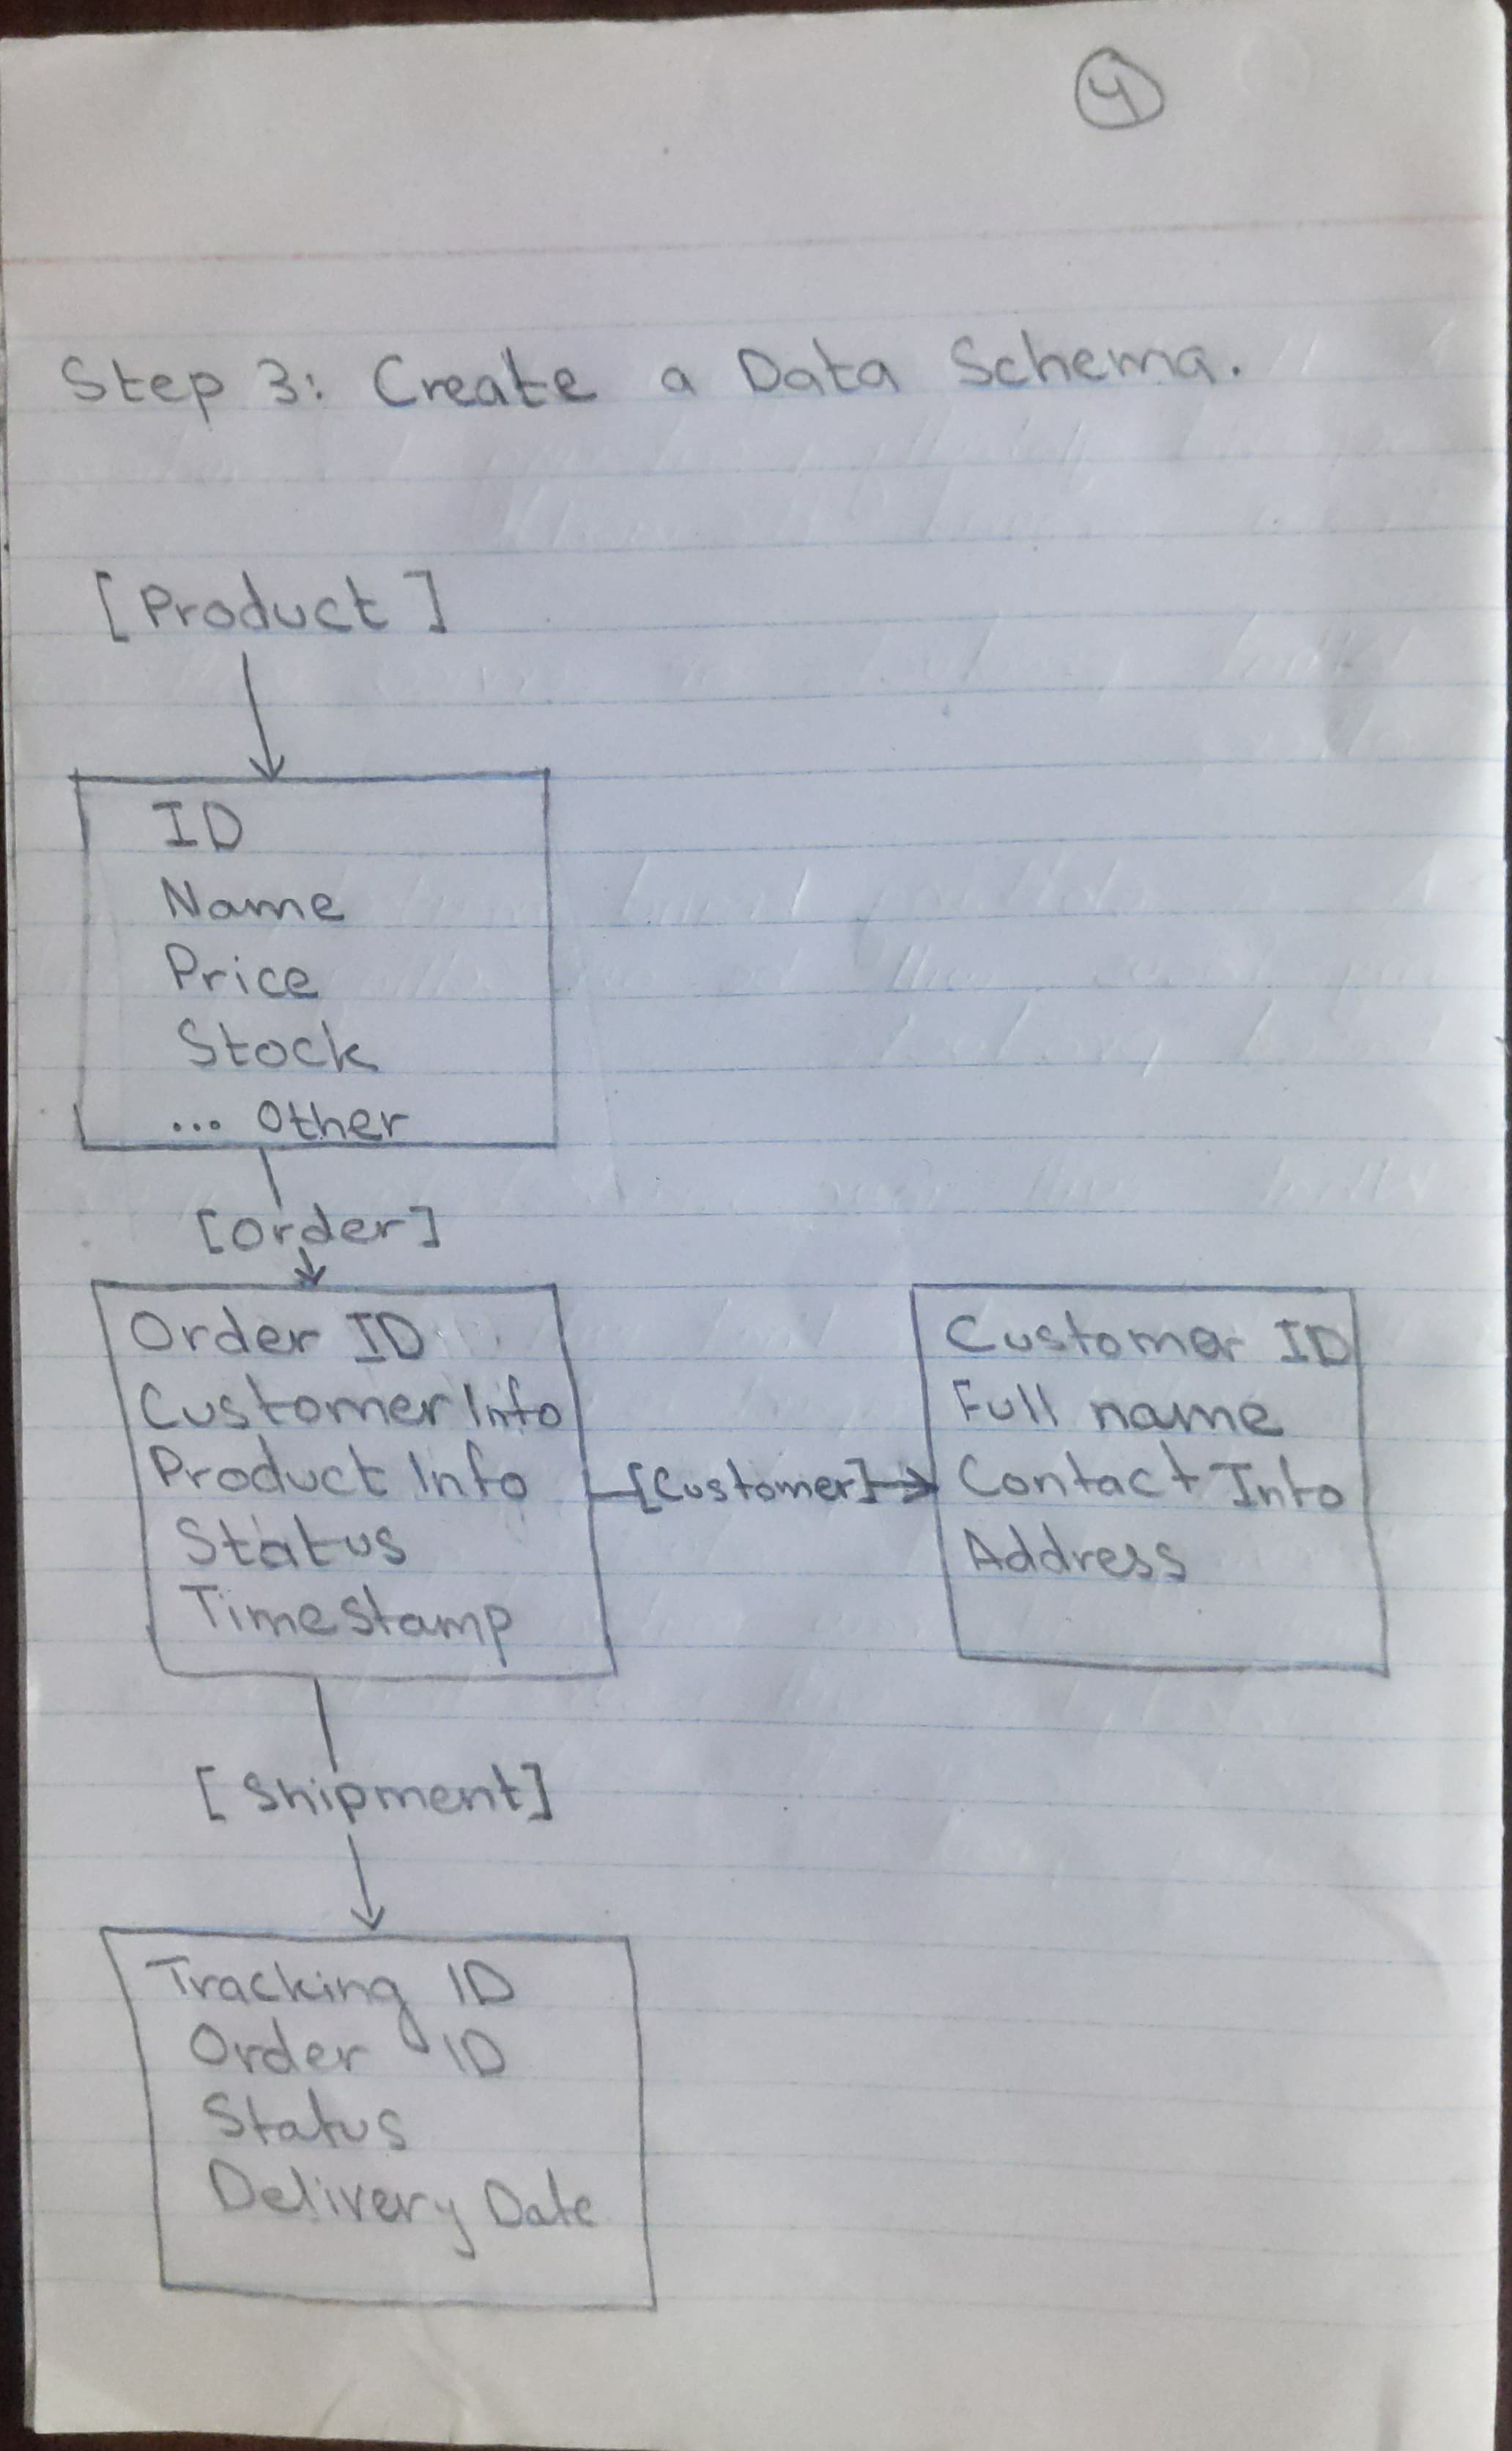 4
Step 3: Create a Data Schema.
[Product]
ID
Name
Price
Stock
... Other
[Order]
Order ID
Customer Info
Product Info
Status
Timestamp
[Customer]
Customer ID
Full name
Contact Info
Address
[Shipment]
Tracking ID
Order ID
Status
Delivery Date